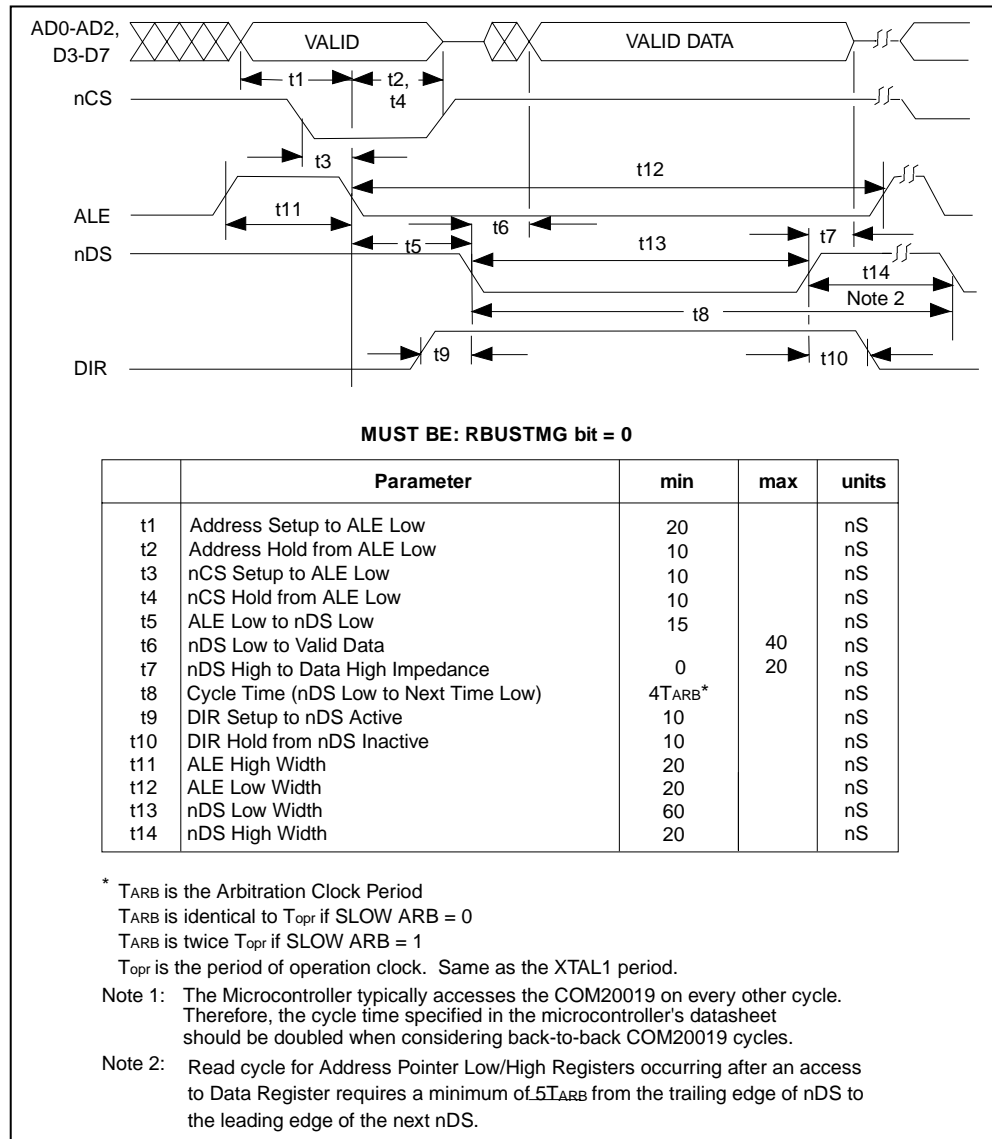 AD0-AD2,
D3-D7
VALID
VALID DATA
t1
t2,
t4
nCS
t3
t12
ALE
t11
t6
t7
nDS
t5
t13
t14
Note 2
t8
DIR
t9
t10
MUST BE: RBUSTMG bit = 0
Parameter min max units
t1 Address Setup to ALE Low 20 nS
t2 Address Hold from ALE Low 10 nS
t3 nCS Setup to ALE Low 10 nS
t4 nCS Hold from ALE Low 10 nS
t5 ALE Low to nDS Low 15 nS
t6 nDS Low to Valid Data 40 nS
t7 nDS High to Data High Impedance 0 20 nS
t8 Cycle Time (nDS Low to Next Time Low) 4TARB* nS
t9 DIR Setup to nDS Active 10 nS
t10 DIR Hold from nDS Inactive 10 nS
t11 ALE High Width 20 nS
t12 ALE Low Width 20 nS
t13 nDS Low Width 60 nS
t14 nDS High Width 20 nS
* TARB is the Arbitration Clock Period
TARB is identical to Topr if SLOW ARB = 0
TARB is twice Topr if SLOW ARB = 1
Topr is the period of operation clock. Same as the XTAL1 period.
Note 1: The Microcontroller typically accesses the COM20019 on every other cycle.
Therefore, the cycle time specified in the microcontroller's datasheet
should be doubled when considering back-to-back COM20019 cycles.
Note 2: Read cycle for Address Pointer Low/High Registers occurring after an access
to Data Register requires a minimum of 5TARB from the trailing edge of nDS to
the leading edge of the next nDS.